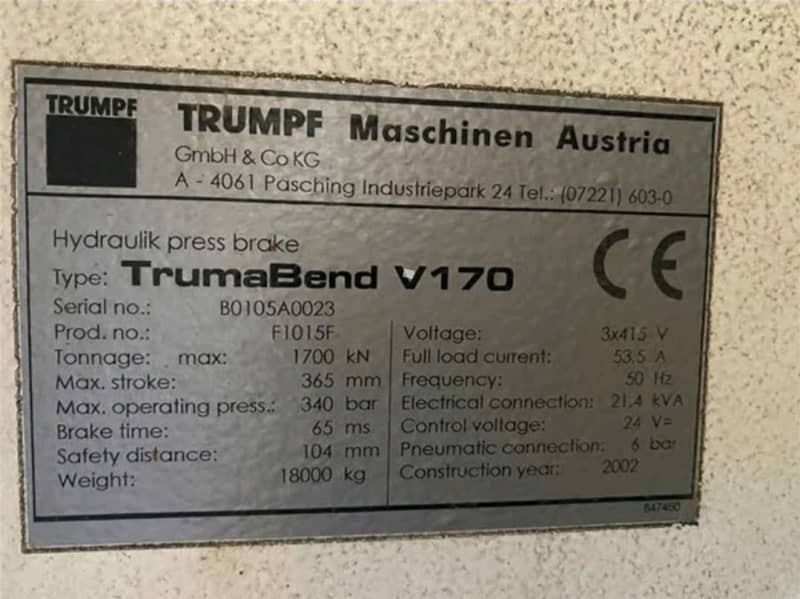 TRUMPF
TRUMPF Maschinen Austria
GmbH & Co KG
A - 4061 Pasching Industriepark 24 Tel.: (07221) 603-0
Hydraulik press brake
Type: TrumaBend V170
CE
Serial no.: B0105A0023
Prod. no.: F1015F
Tonnage: max: 1700 kN
Max. stroke: 365 mm
Max. operating press.: 340 bar
Brake time: 65 ms
Safety distance: 104 mm
Weight: 18000 kg
Voltage: 3x415 V
Full load current: 53.5 A
Frequency: 50 Hz
Electrical connection: 21.4 kVA
Control voltage: 24 V=
Pneumatic connection: 6 bar
Construction year: 2002